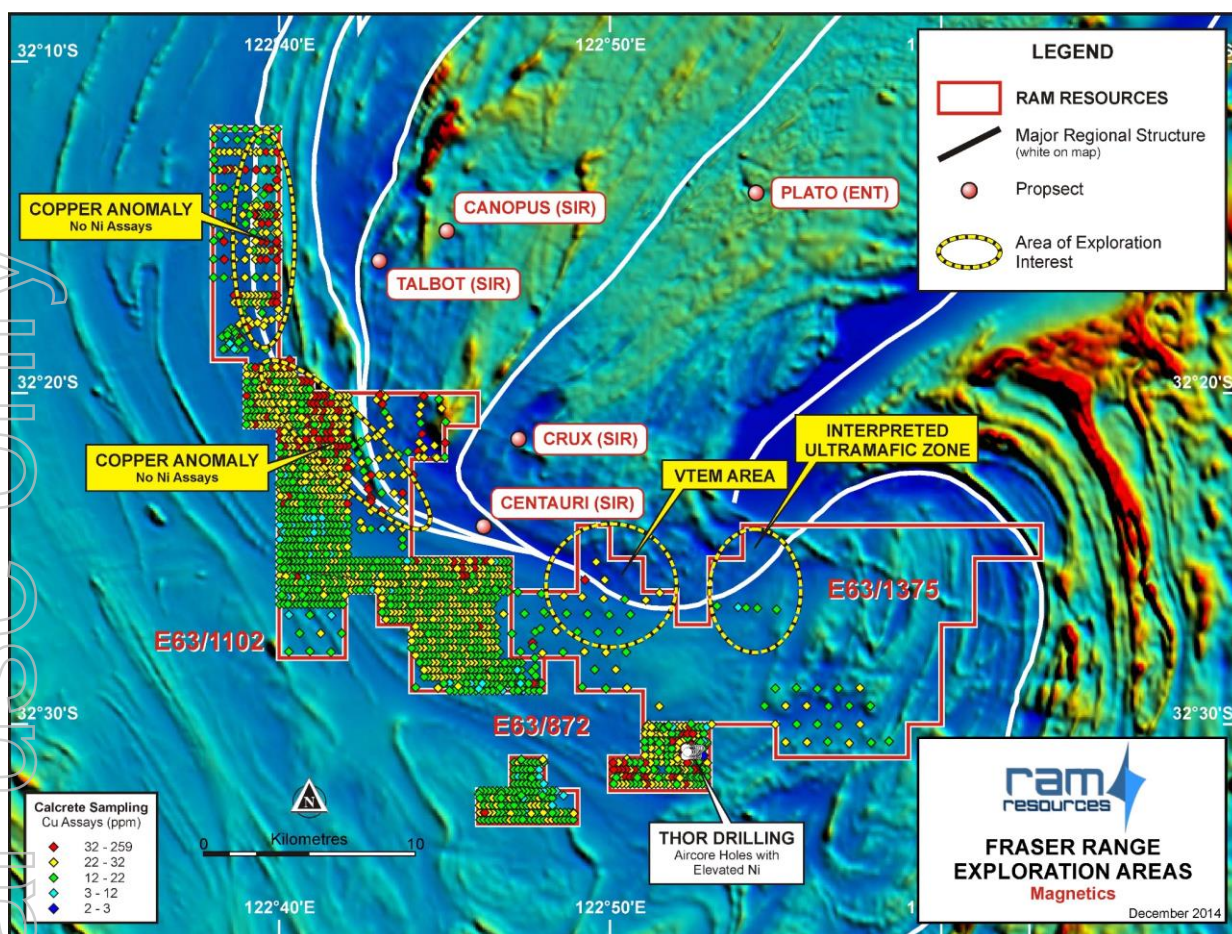 32°10'S
122°40'E
122°50'E
LEGEND
RAM RESOURCES
Major Regional Structure
(white on map)
Propsect
Area of Exploration
Interest
COPPER ANOMALY
No Ni Assays
CANOPUS (SIR)
PLATO (ENT)
TALBOT (SIR)
32°20'S
32°20'S
COPPER ANOMALY
No Ni Assays
CRUX (SIR)
INTERPRETED
ULTRAMAFIC ZONE
VTEM AREA
CENTAURI (SIR)
E63/1375
E63/1102
E63/872
32°30'S
32°30'S
Calcrete Sampling
Cu Assays (ppm)
32 - 259
22 - 32
12 - 22
3 - 12
2 - 3
N
Kilometres
0
10
THOR DRILLING
Aircore Holes with
Elevated Ni
ram
resources
FRASER RANGE
EXPLORATION AREAS
Magnetics
December 2014
122°40'E
122°50'E